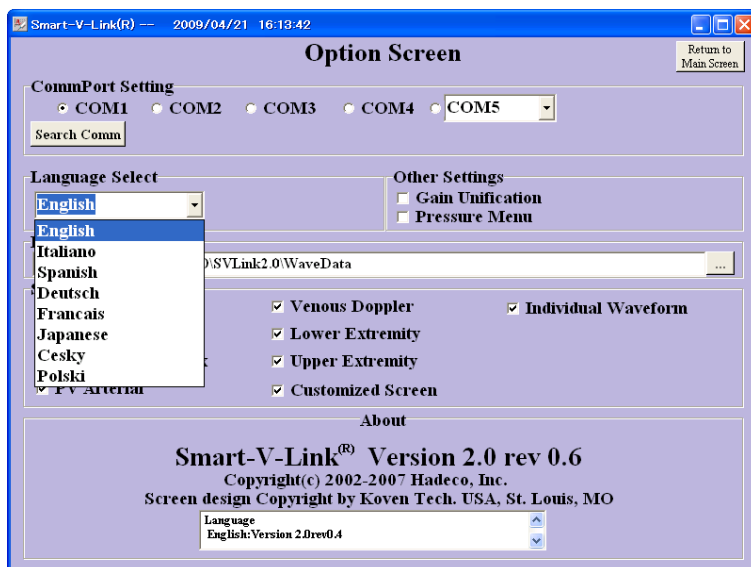 Smart-V-Link(R) -- 2009/04/21 16:13:42
Option Screen
Return to
Main Screen
CommPort Setting
COM1 COM2 COM3 COM4 COM5
Search Comm
Language Select
Other Settings
English
Gain Unification
Pressure Menu
English
Italiano
Spanish
Deutsch
Francais
Japanese
Cesky
Polski
\SVLink2.0\WaveData
...
Venous Doppler
Individual Waveform
Lower Extremity
Upper Extremity
PV Arterial
Customized Screen
About
Smart-V-Link(R) Version 2.0 rev 0.6
Copyright(c) 2002-2007 Hadeco, Inc.
Screen design Copyright by Koven Tech. USA, St. Louis, MO
Language
English:Version 2.0rev0.4